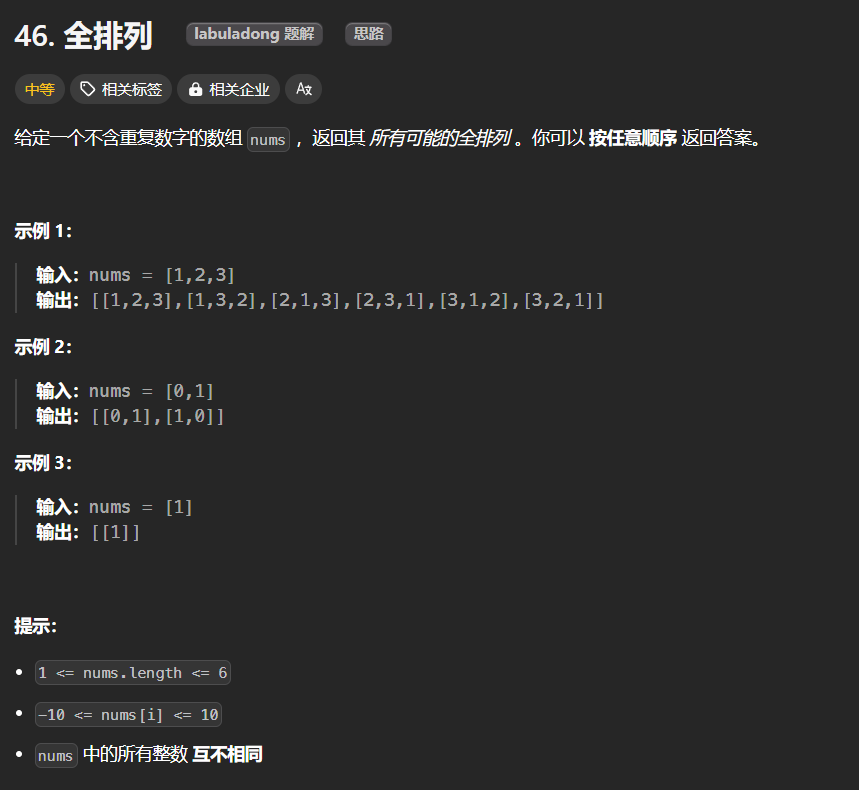 46. 全排列 labuladong 题解 思路
中等 相关标签 相关企业 Aあ
给定一个不含重复数字的数组 nums ，返回其 所有可能的全排列 。你可以 按任意顺序 返回答案。
示例 1：
输入：nums = [1,2,3]
输出：[[1,2,3],[1,3,2],[2,1,3],[2,3,1],[3,1,2],[3,2,1]]
示例 2：
输入：nums = [0,1]
输出：[[0,1],[1,0]]
示例 3：
输入：nums = [1]
输出：[[1]]
提示：
• 1 <= nums.length <= 6
• -10 <= nums[i] <= 10
• nums 中的所有整数 互不相同